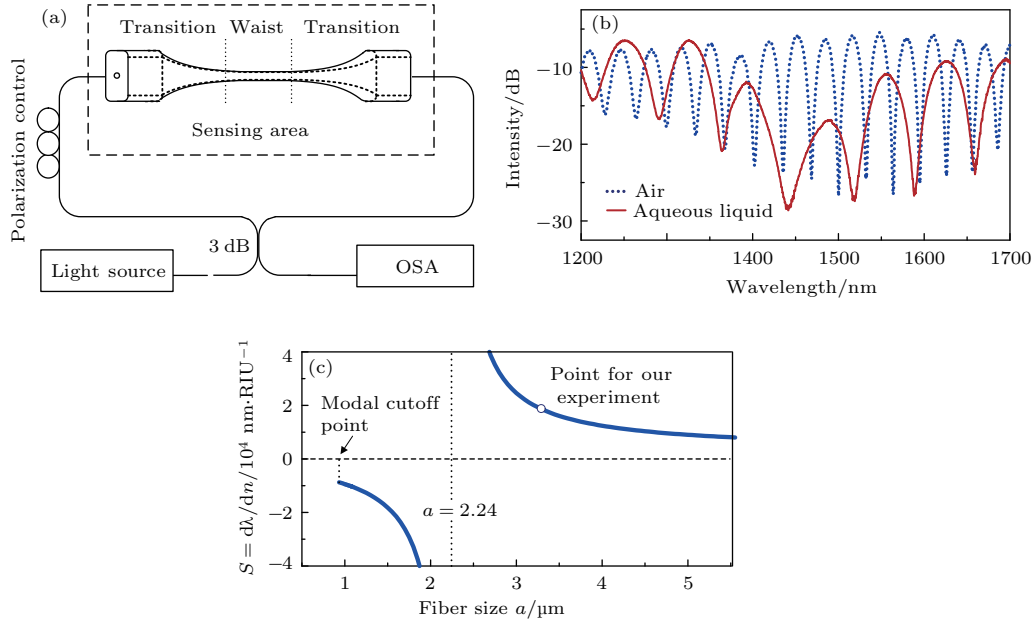 (a)
Transition
Waist
Transition
Sensing area
Polarization control
3 dB
Light source
OSA
(b)
Intensity/dB
−10
−20
−30
Air
Aqueous liquid
1200
1300
1400
1500
1600
1700
Wavelength/nm
(c)
S = dλ/dn/10⁴ nm·RIU⁻¹
4
2
0
−2
−4
Modal cutoff
point
Point for our
experiment
a = 2.24
1
2
3
4
5
Fiber size a/µm